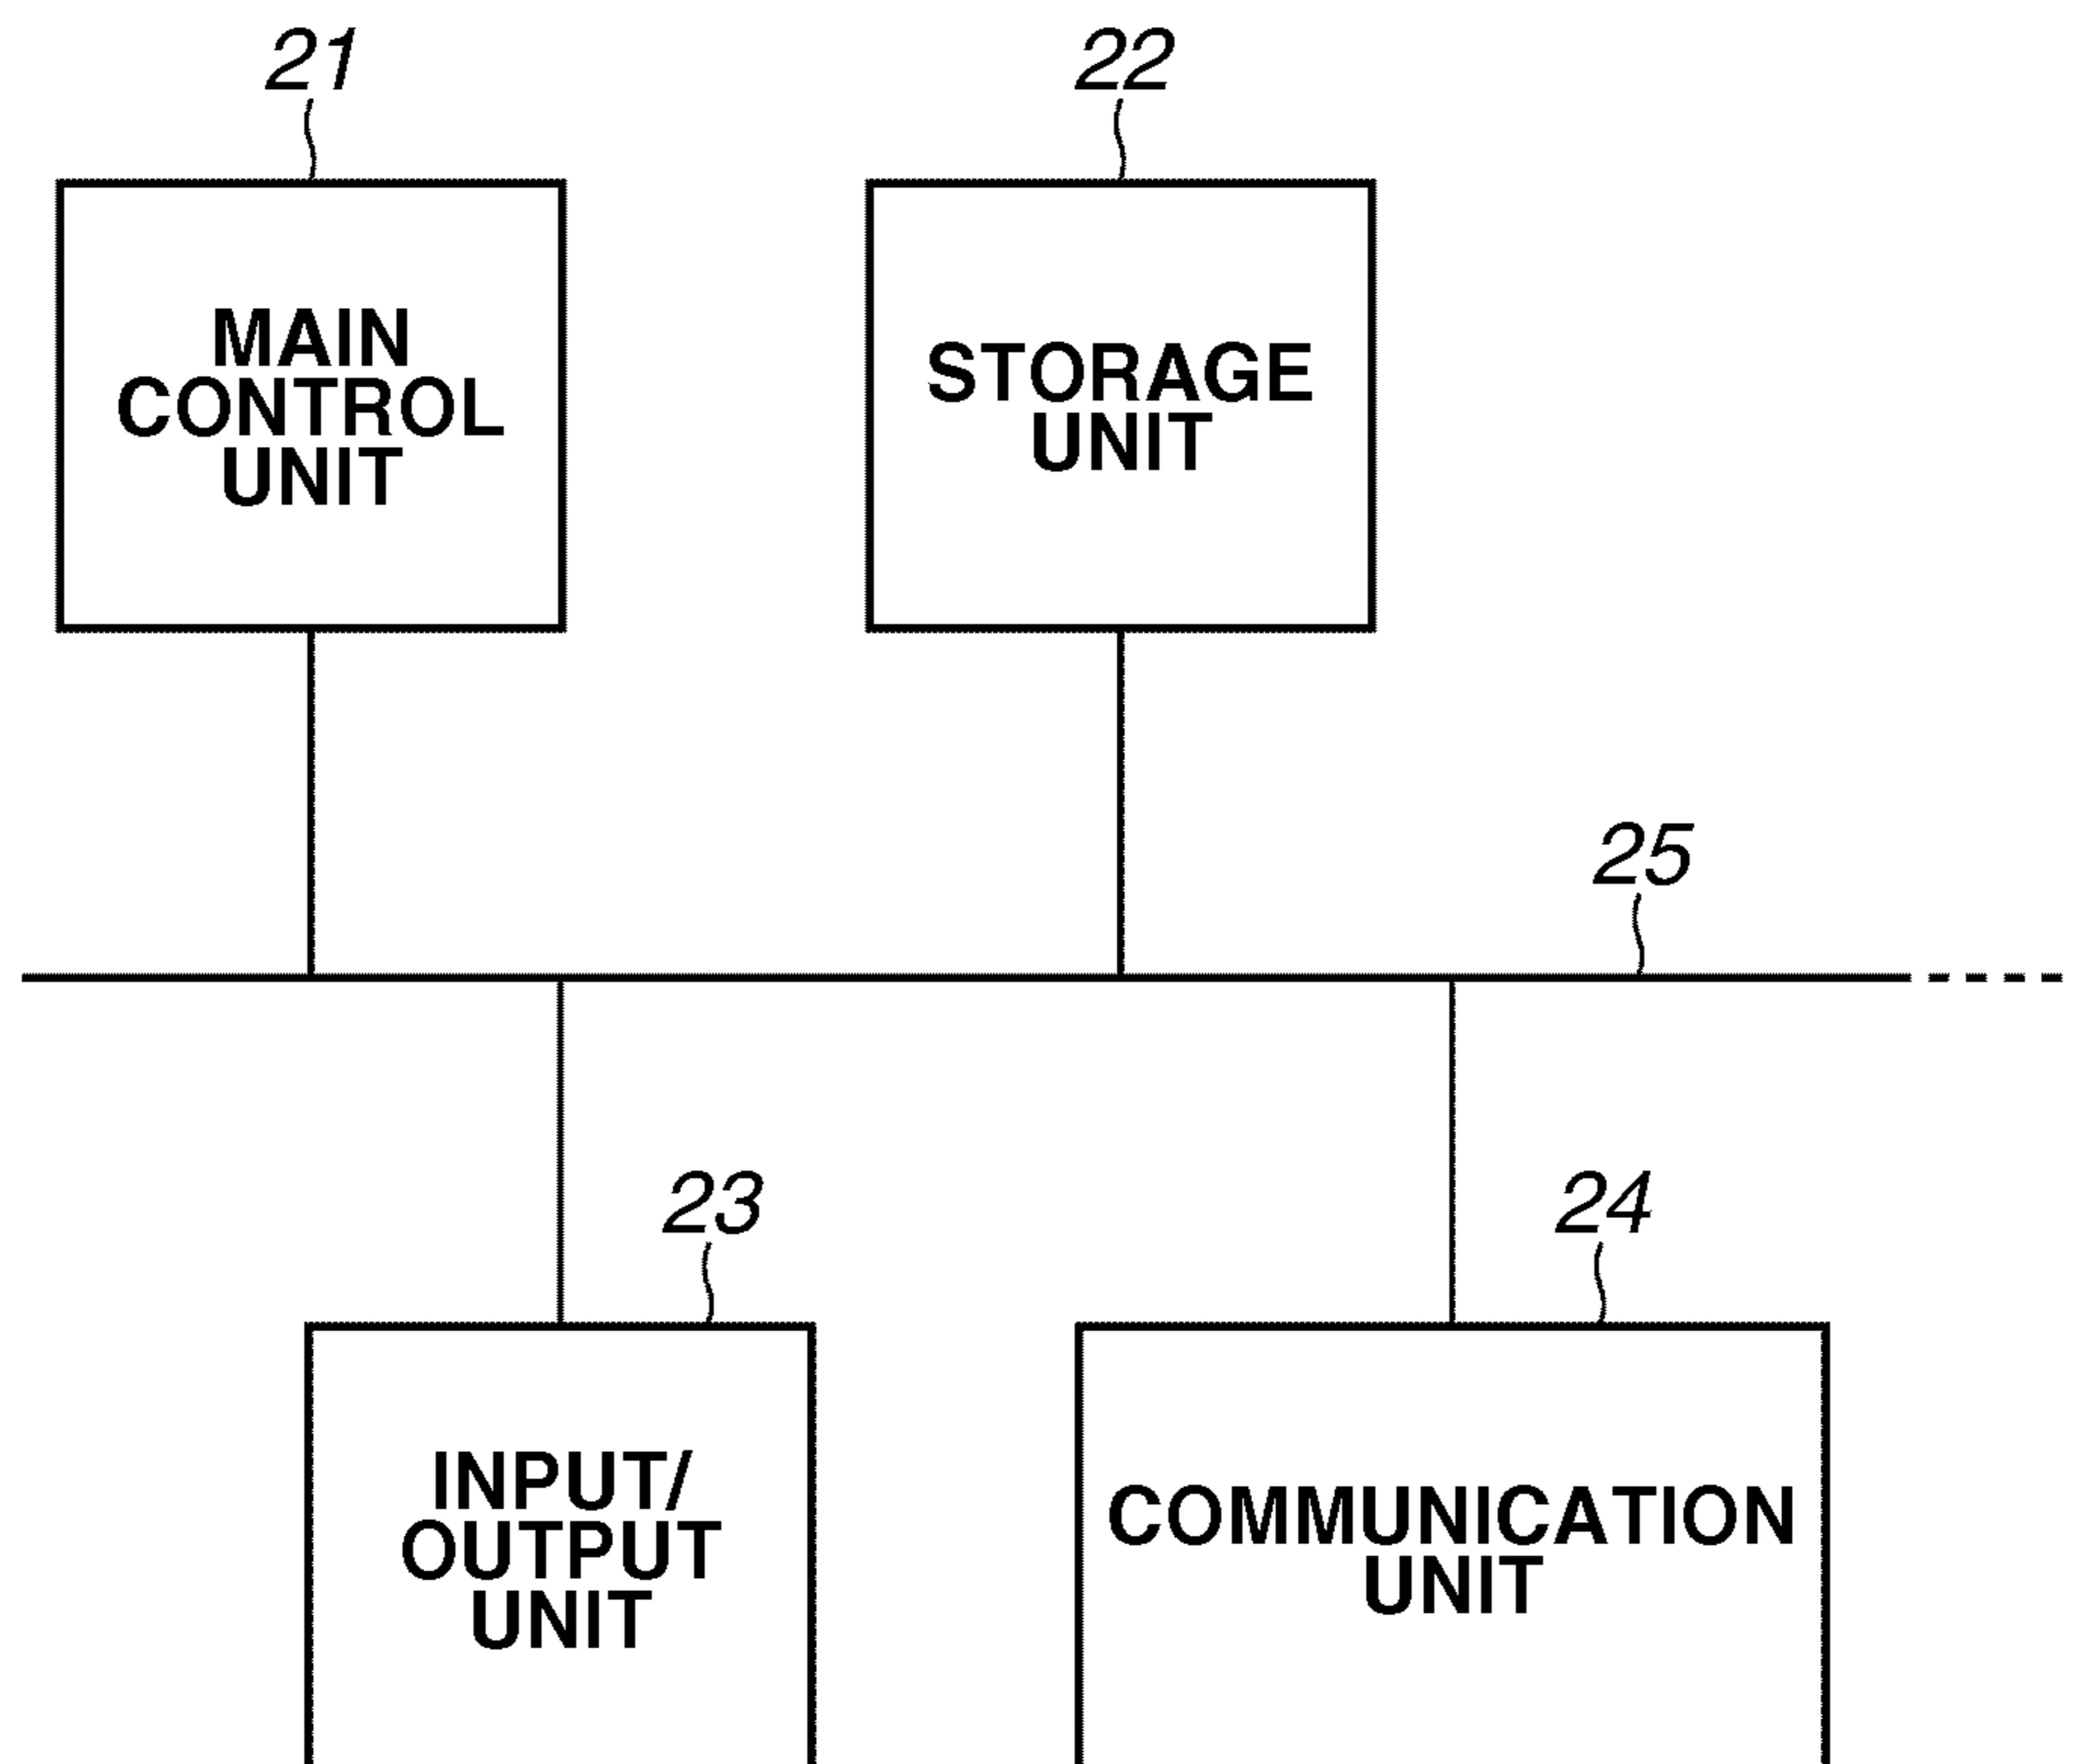 21
22
MAIN
CONTROL
UNIT
STORAGE
UNIT
25
23
24
INPUT/
OUTPUT
UNIT
COMMUNICATION
UNIT